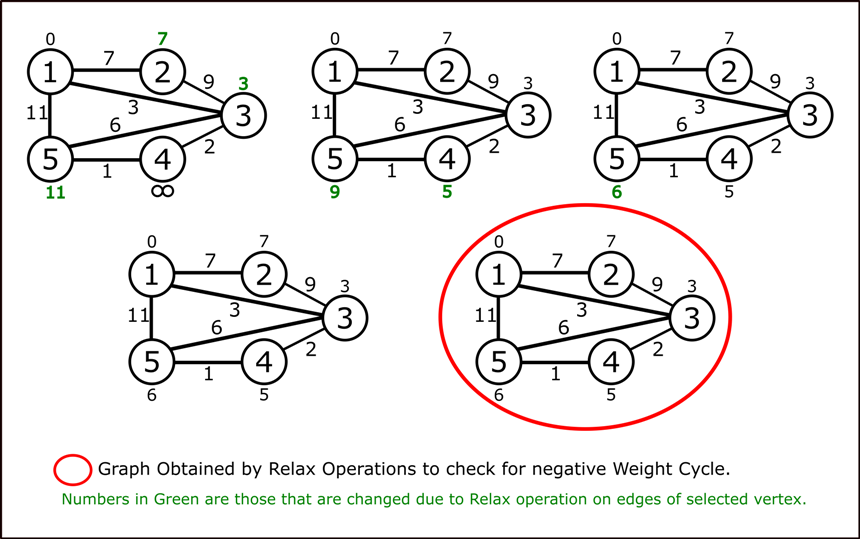 0 7
1 7 2 9 3
3
11 3
6
5 1 4 2
11 ∞
0 7
1 7 2 9 3
3
11 3
6
5 1 4 2
9 5
0 7
1 7 2 9 3
3
11 3
6
5 1 4 2
6 5
0 7
1 7 2 9 3
3
11 3
6
5 1 4 2
6 5
0 7
1 7 2 9 3
3
11 3
6
5 1 4 2
6 5
Graph Obtained by Relax Operations to check for negative Weight Cycle.
Numbers in Green are those that are changed due to Relax operation on edges of selected vertex.